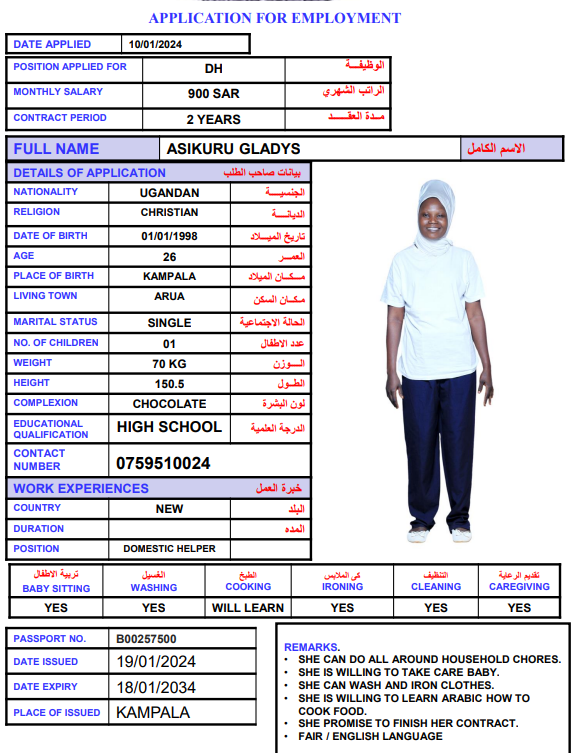 APPLICATION FOR EMPLOYMENT
DATE APPLIED 10/01/2024
POSITION APPLIED FOR DH الوظيفـــة
MONTHLY SALARY 900 SAR الراتب الشهري
CONTRACT PERIOD 2 YEARS مـدة العقـــد
FULL NAME ASIKURU GLADYS الاسم الكامل
DETAILS OF APPLICATION بيانات صاحب الطلب
NATIONALITY UGANDAN الجنسيـــة
RELIGION CHRISTIAN الديانـــة
DATE OF BIRTH 01/01/1998 تاريخ الميـــلاد
AGE 26 العمـــر
PLACE OF BIRTH KAMPALA مـكـــان الميلاد
LIVING TOWN ARUA مـكـان السكن
MARITAL STATUS SINGLE الحالة الاجتماعية
NO. OF CHILDREN 01 عدد الاطفال
WEIGHT 70 KG الـــوزن
HEIGHT 150.5 الطـــول
COMPLEXION CHOCOLATE لون البشرة
EDUCATIONAL QUALIFICATION HIGH SCHOOL الدرجة العلمية
CONTACT NUMBER 0759510024
WORK EXPERIENCES خبرة العمل
COUNTRY NEW البلد
DURATION المده
POSITION DOMESTIC HELPER
تربية الاطفال الغسيل الطبخ كى الملابس التنظيف تقديم الرعاية
BABY SITTING WASHING COOKING IRONING CLEANING CAREGIVING
YES YES WILL LEARN YES YES YES
PASSPORT NO. B00257500
DATE ISSUED 19/01/2024
DATE EXPIRY 18/01/2034
PLACE OF ISSUED KAMPALA
REMARKS.
• SHE CAN DO ALL AROUND HOUSEHOLD CHORES.
• SHE IS WILLING TO TAKE CARE BABY.
• SHE CAN WASH AND IRON CLOTHES.
• SHE IS WILLING TO LEARN ARABIC HOW TO
COOK FOOD.
• SHE PROMISE TO FINISH HER CONTRACT.
• FAIR / ENGLISH LANGUAGE